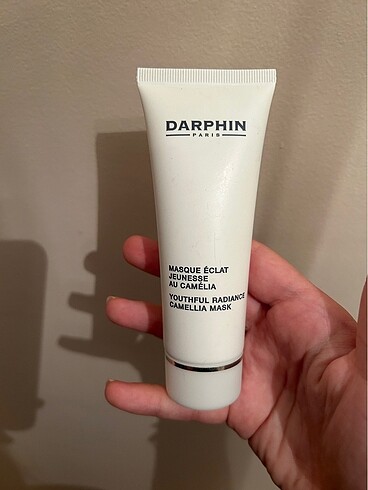 DARPHIN
PARIS
MASQUE ÉCLAT
JEUNESSE
AU CAMÉLIA
YOUTHFUL RADIANCE
CAMELLIA MASK